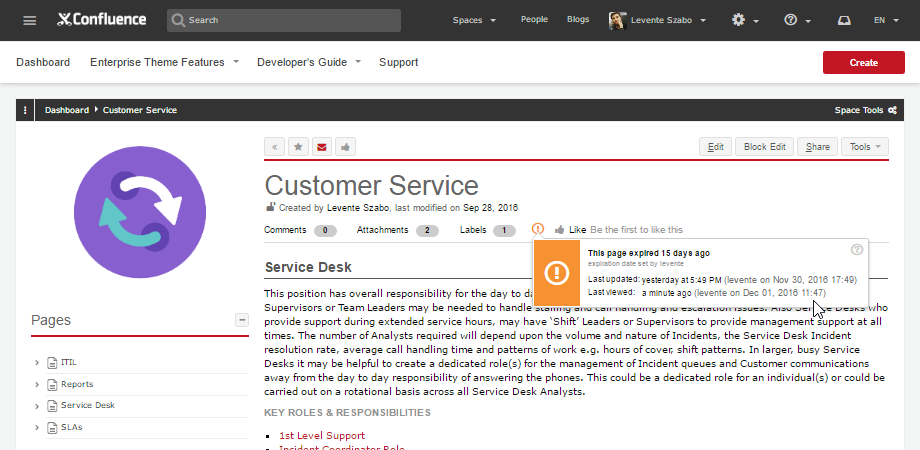 Confluence Search Spaces People Blogs Levente Szabo EN
Dashboard Enterprise Theme Features Developer's Guide Support Create
Dashboard Customer Service Space Tools
Edit Block Edit Share Tools
Customer Service
Created by Levente Szabo, last modified on Sep 28, 2016
Comments 0 Attachments 2 Labels 1 Like Be the first to like this
This page expired 15 days ago
expiration date set by levente
Last updated: yesterday at 5:49 PM (levente on Nov 30, 2016 17:49)
Last viewed: a minute ago (levente on Dec 01, 2016 11:47)
Service Desk
This position has overall responsibility for the day to da
Supervisors or Team Leaders may be needed to handle staffing and call handling and escalation issues. Also Service Desks who
provide support during extended service hours, may have ‘Shift’ Leaders or Supervisors to provide management support at all
times. The number of Analysts required will depend upon the volume and nature of Incidents, the Service Desk Incident
resolution rate, average call handling time and patterns of work e.g. hours of cover, shift patterns. In larger, busy Service
Desks it may be helpful to create a dedicated role(s) for the management of Incident queues and Customer communications
away from the day to day responsibility of answering the phones. This could be a dedicated role for an individual(s) or could be
carried out on a rotational basis across all Service Desk Analysts.
KEY ROLES & RESPONSIBILITIES
1st Level Support
Incident Coordinator Role
Pages
ITIL
Reports
Service Desk
SLAs